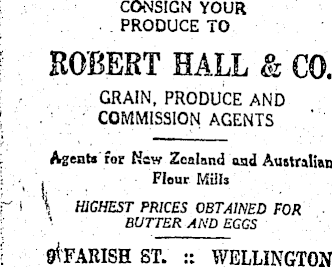 CONSIGN YOUR
PRODUCE TO
ROBERT HALL & CO.
GRAIN, PRODUCE AND
COMMISSION AGENTS
Agents for New Zealand and Australian
Flour Mills
HIGHEST PRICES OBTAINED FOR
BUTTER AND EGGS
9 FARISH ST. :: WELLINGTON